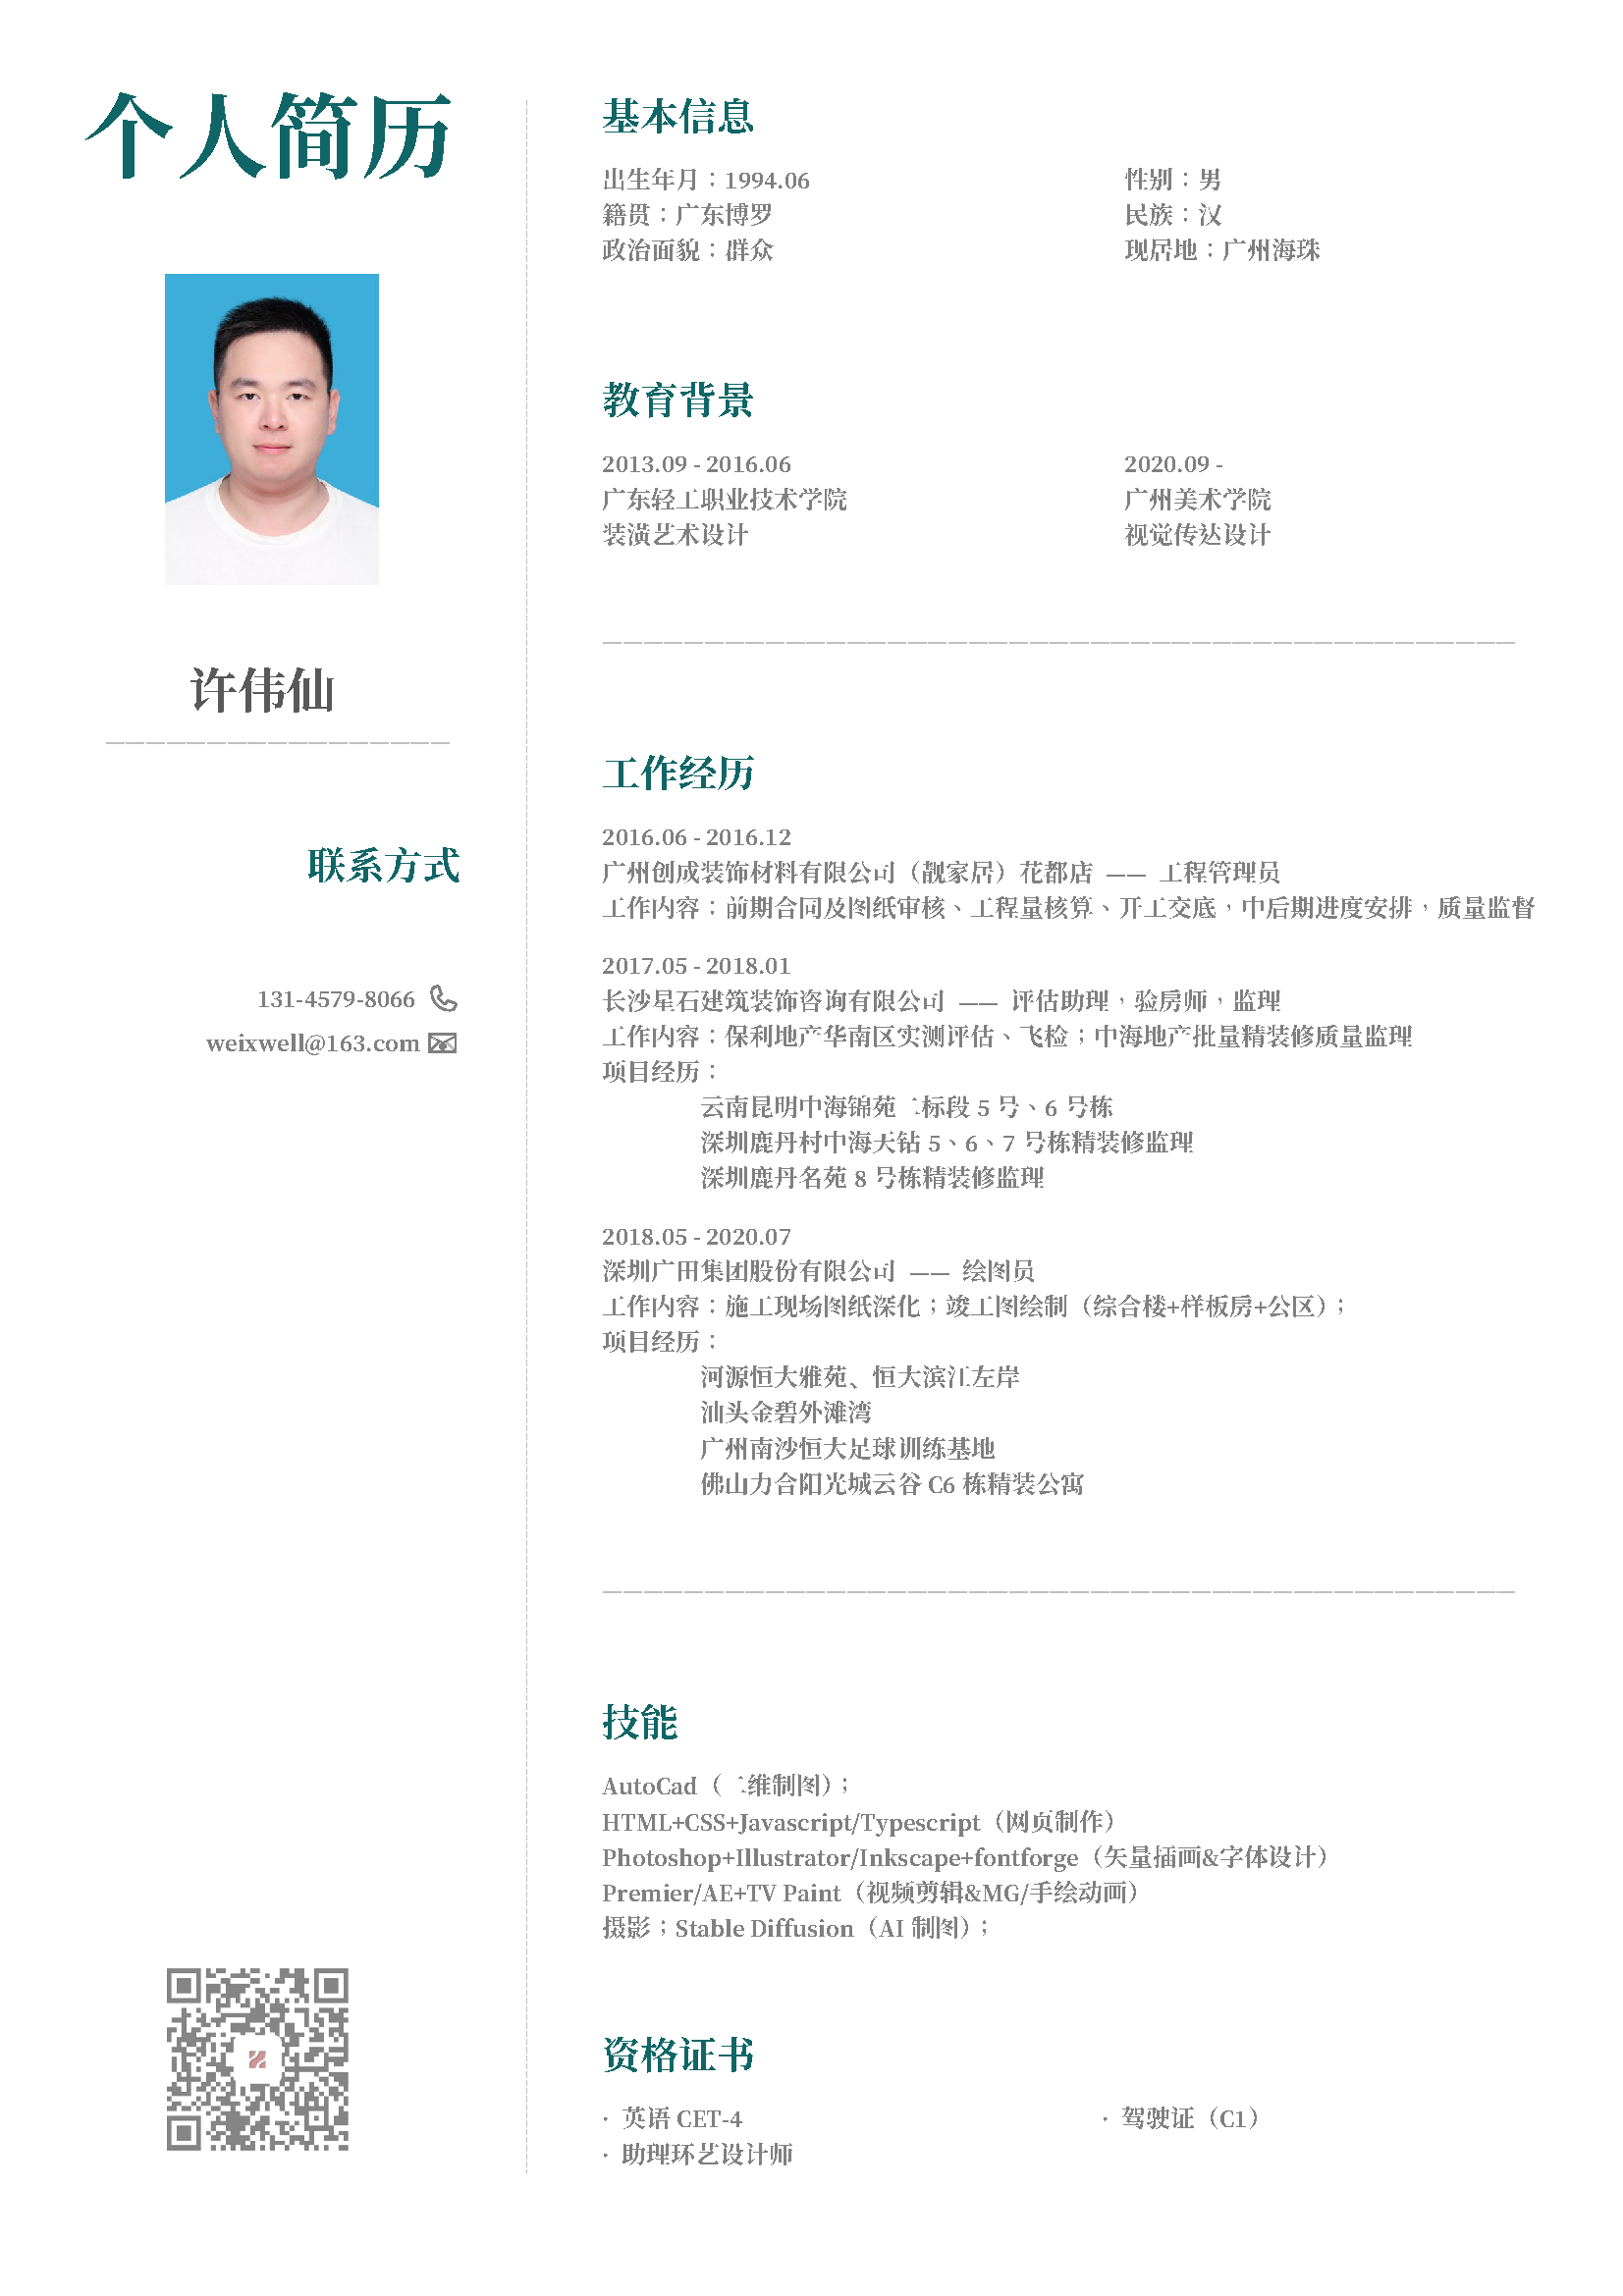 个人简历
许伟仙
联系方式
131-4579-8066
weixwell@163.com
基本信息
出生年月：1994.06
性别：男
籍贯：广东博罗
民族：汉
政治面貌：群众
现居地：广州海珠
教育背景
2013.09 - 2016.06
广东轻工职业技术学院
装潢艺术设计
2020.09 -
广州美术学院
视觉传达设计
工作经历
2016.06 - 2016.12
广州创成装饰材料有限公司（靓家居）花都店 —— 工程管理员
工作内容：前期合同及图纸审核、工程量核算、开工交底，中后期进度安排，质量监督
2017.05 - 2018.01
长沙星石建筑装饰咨询有限公司 —— 评估助理，验房师，监理
工作内容：保利地产华南区实测评估、飞检；中海地产批量精装修质量监理
项目经历：
云南昆明中海锦苑二标段 5 号、6 号栋
深圳鹿丹村中海天钻 5、6、7 号栋精装修监理
深圳鹿丹名苑 8 号栋精装修监理
2018.05 - 2020.07
深圳广田集团股份有限公司 —— 绘图员
工作内容：施工现场图纸深化；竣工图绘制（综合楼+样板房+公区）；
项目经历：
河源恒大雅苑、恒大滨江左岸
汕头金碧外滩湾
广州南沙恒大足球训练基地
佛山力合阳光城云谷 C6 栋精装公寓
技能
AutoCad（二维制图）；
HTML+CSS+Javascript/Typescript（网页制作）
Photoshop+Illustrator/Inkscape+fontforge（矢量插画&字体设计）
Premier/AE+TV Paint（视频剪辑&MG/手绘动画）
摄影；Stable Diffusion（AI 制图）；
资格证书
· 英语 CET-4
· 驾驶证（C1）
· 助理环艺设计师